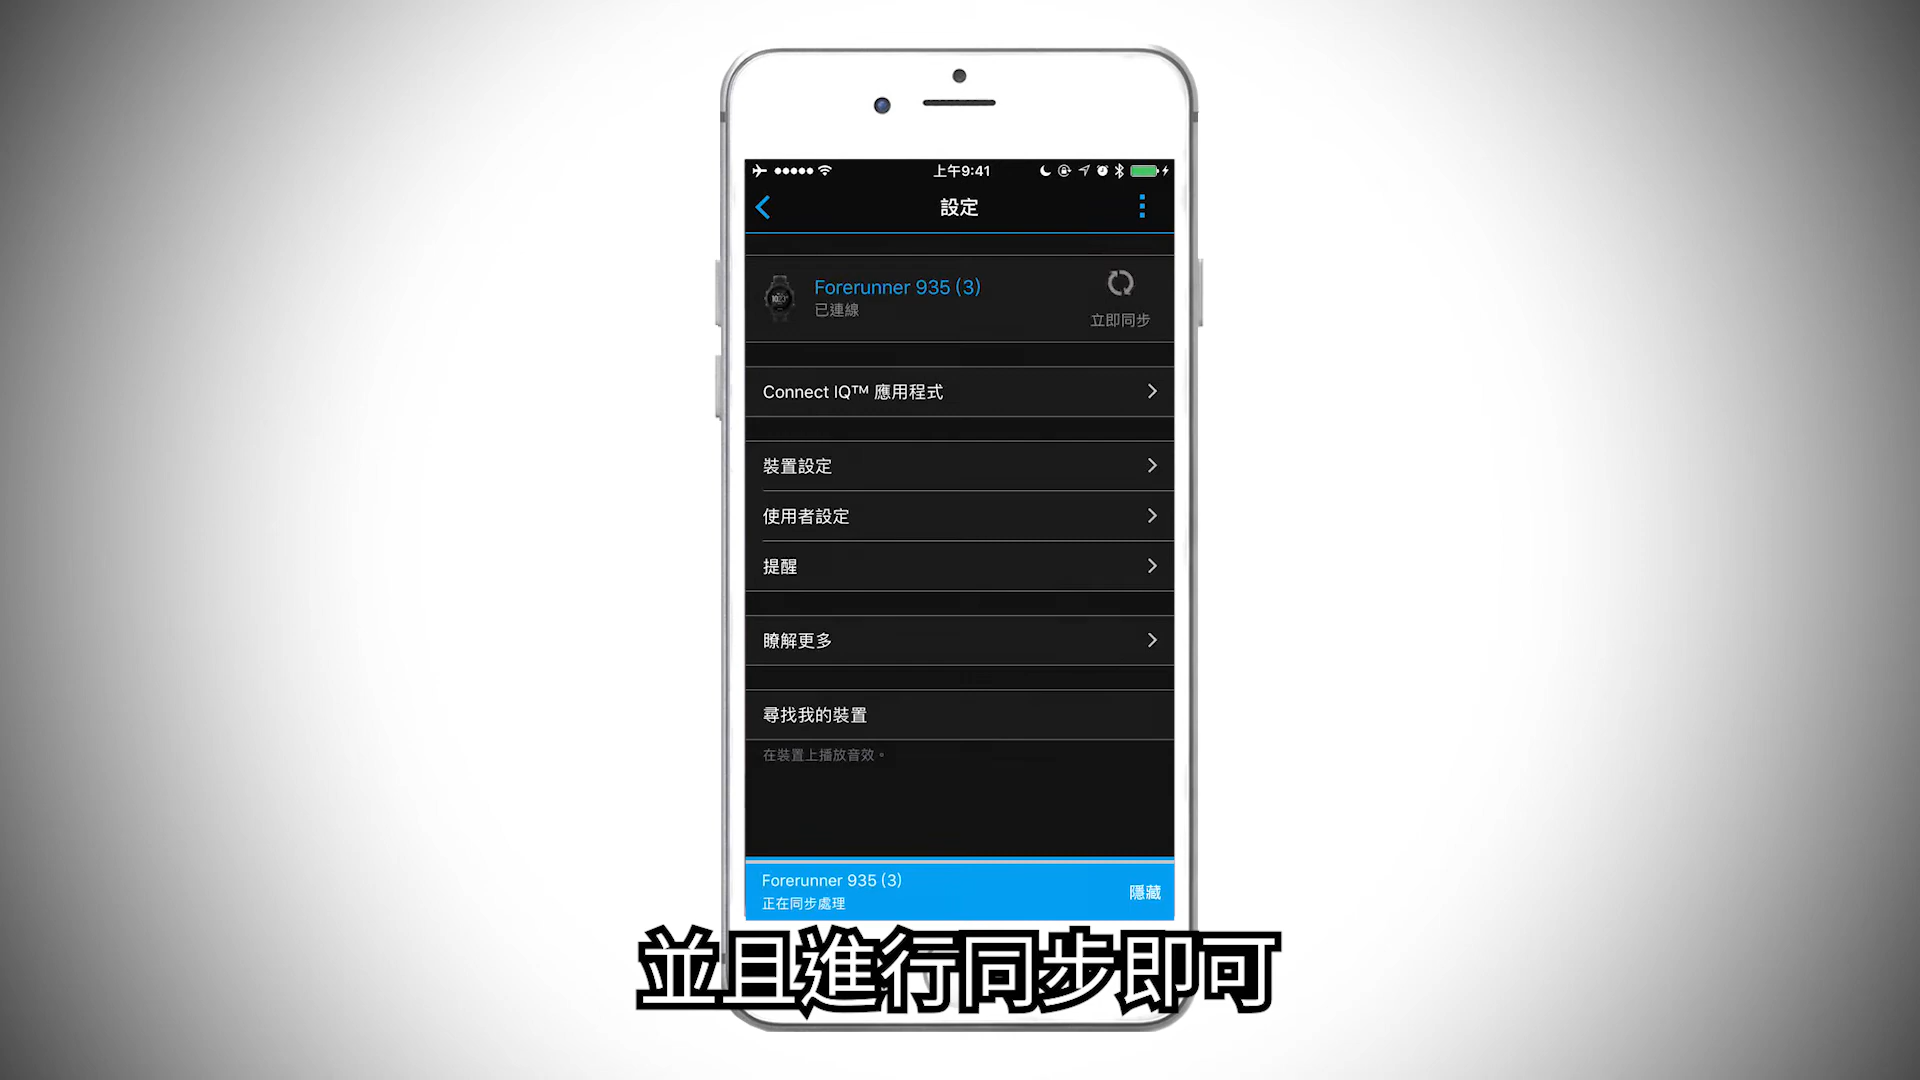 上午9:41
設定
Forerunner 935 (3)
已連線
立即同步
Connect IQ™ 應用程式
裝置設定
使用者設定
提醒
瞭解更多
尋找我的裝置
在裝置上播放音效。
Forerunner 935 (3)
正在同步處理
隱藏
並且進行同步即可